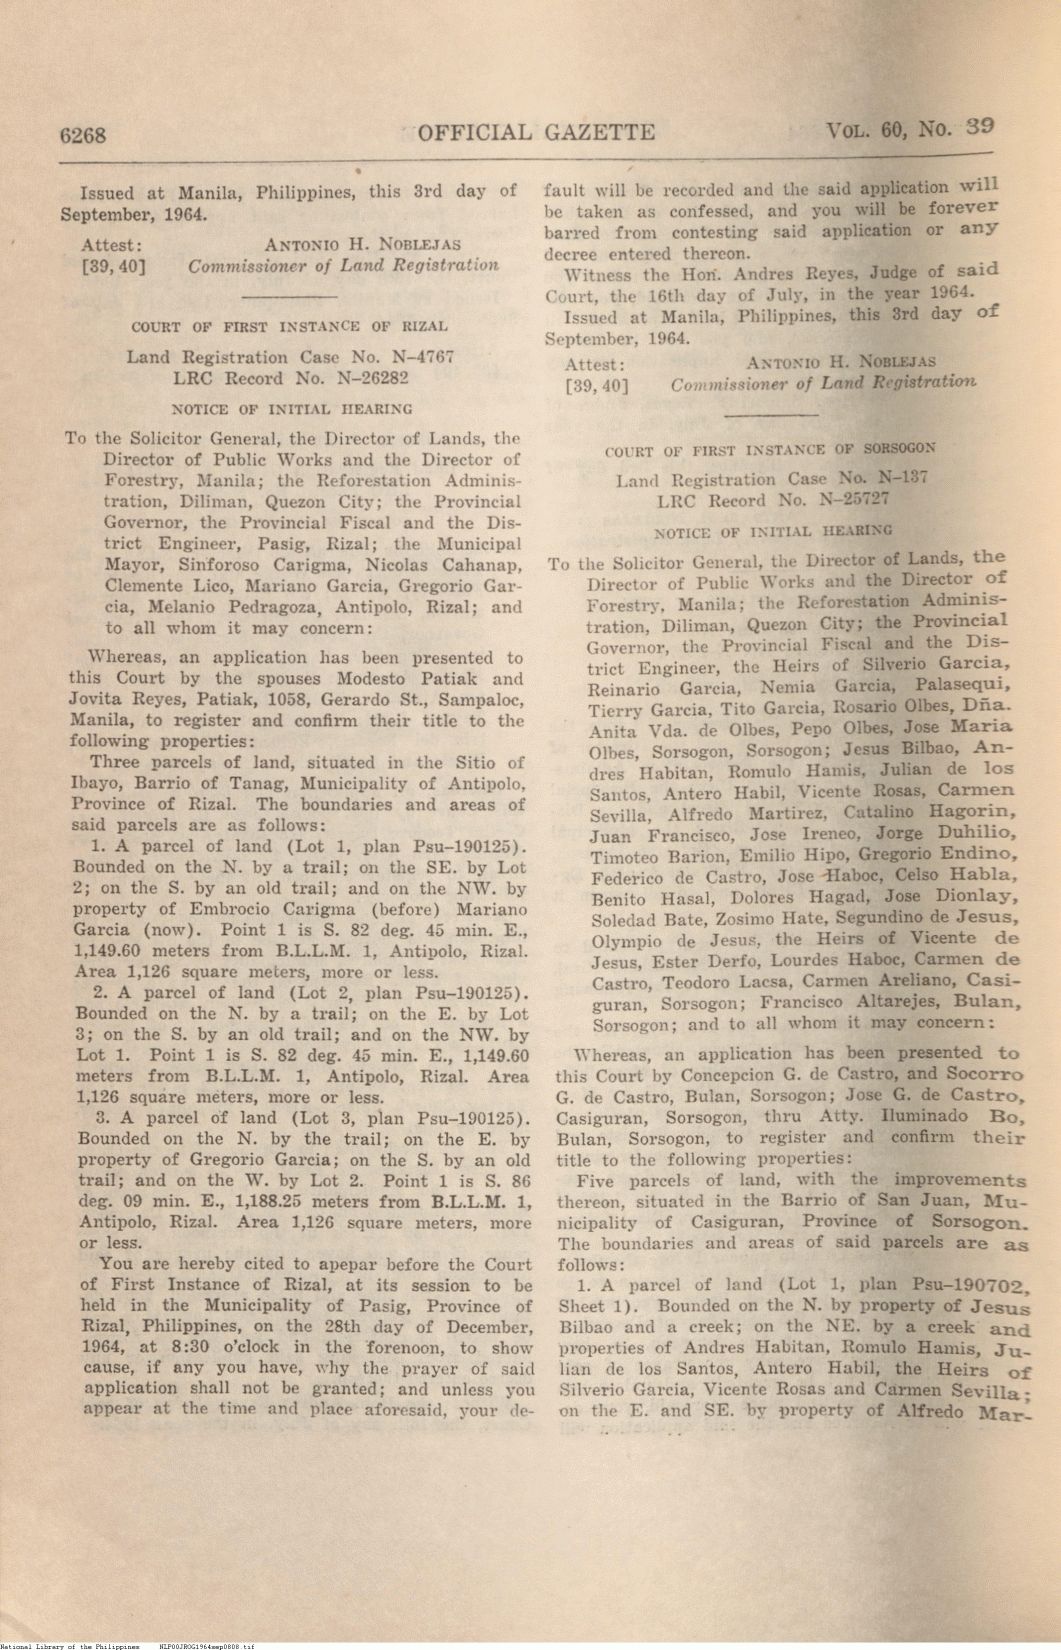 6268
OFFICIAL GAZETTE
VOL. 60, No. 39
Issued at Manila, Philippines, this 3rd day of
September, 1964.
Attest: ANTONIO H. NOBLEJAS
[39, 40] Commissioner of Land Registration
COURT OF FIRST INSTANCE OF RIZAL
Land Registration Case No. N-4767
LRC Record No. N-26282
NOTICE OF INITIAL HEARING
To the Solicitor General, the Director of Lands, the
Director of Public Works and the Director of
Forestry, Manila; the Reforestation Adminis-
tration, Diliman, Quezon City; the Provincial
Governor, the Provincial Fiscal and the Dis-
trict Engineer, Pasig, Rizal; the Municipal
Mayor, Sinforoso Carigma, Nicolas Cahanap,
Clemente Lico, Mariano Garcia, Gregorio Gar-
cia, Melanio Pedragoza, Antipolo, Rizal; and
to all whom it may concern:
Whereas, an application has been presented to
this Court by the spouses Modesto Patiak and
Jovita Reyes, Patiak, 1058, Gerardo St., Sampaloc,
Manila, to register and confirm their title to the
following properties:
Three parcels of land, situated in the Sitio of
Ibayo, Barrio of Tanag, Municipality of Antipolo,
Province of Rizal. The boundaries and areas of
said parcels are as follows:
1. A parcel of land (Lot 1, plan Psu-190125).
Bounded on the N. by a trail; on the SE. by Lot
2; on the S. by an old trail; and on the NW. by
property of Embrocio Carigma (before) Mariano
Garcia (now). Point 1 is S. 82 deg. 45 min. E.,
1,149.60 meters from B.L.L.M. 1, Antipolo, Rizal.
Area 1,126 square meters, more or less.
2. A parcel of land (Lot 2, plan Psu-190125).
Bounded on the N. by a trail; on the E. by Lot
3; on the S. by an old trail; and on the NW. by
Lot 1. Point 1 is S. 82 deg. 45 min. E., 1,149.60
meters from B.L.L.M. 1, Antipolo, Rizal. Area
1,126 square meters, more or less.
3. A parcel of land (Lot 3, plan Psu-190125).
Bounded on the N. by the trail; on the E. by
property of Gregorio Garcia; on the S. by an old
trail; and on the W. by Lot 2. Point 1 is S. 86
deg. 09 min. E., 1,188.25 meters from B.L.L.M. 1,
Antipolo, Rizal. Area 1,126 square meters, more
or less.
You are hereby cited to apepar before the Court
of First Instance of Rizal, at its session to be
held in the Municipality of Pasig, Province of
Rizal, Philippines, on the 28th day of December,
1964, at 8:30 o'clock in the forenoon, to show
cause, if any you have, why the prayer of said
application shall not be granted; and unless you
appear at the time and place aforesaid, your de-
fault will be recorded and the said application will
be taken as confessed, and you will be forever
barred from contesting said application or any
decree entered thereon.
Witness the Hon. Andres Reyes, Judge of said
Court, the 16th day of July, in the year 1964.
Issued at Manila, Philippines, this 3rd day of
September, 1964.
Attest: ANTONIO H. NOBLEJAS
[39, 40] Commissioner of Land Registration
COURT OF FIRST INSTANCE OF SORSOGON
Land Registration Case No. N-137
LRC Record No. N-25727
NOTICE OF INITIAL HEARING
To the Solicitor General, the Director of Lands, the
Director of Public Works and the Director of
Forestry, Manila; the Reforestation Adminis-
tration, Diliman, Quezon City; the Provincial
Governor, the Provincial Fiscal and the Dis-
trict Engineer, the Heirs of Silverio Garcia,
Reinario Garcia, Nemia Garcia, Palasequi,
Tierry Garcia, Tito Garcia, Rosario Olbes, Dña.
Anita Vda. de Olbes, Pepo Olbes, Jose Maria
Olbes, Sorsogon, Sorsogon; Jesus Bilbao, An-
dres Habitan, Romulo Hamis, Julian de los
Santos, Antero Habil, Vicente Rosas, Carmen
Sevilla, Alfredo Martirez, Catalino Hagorin,
Juan Francisco, Jose Ireneo, Jorge Duhilio,
Timoteo Barion, Emilio Hipo, Gregorio Endino,
Federico de Castro, Jose Haboc, Celso Habla,
Benito Hasal, Dolores Hagad, Jose Dionlay,
Soledad Bate, Zosimo Hate, Segundino de Jesus,
Olympio de Jesus, the Heirs of Vicente de
Jesus, Ester Derfo, Lourdes Haboc, Carmen de
Castro, Teodoro Lacsa, Carmen Areliano, Casi-
guran, Sorsogon; Francisco Altarejes, Bulan,
Sorsogon; and to all whom it may concern:
Whereas, an application has been presented to
this Court by Concepcion G. de Castro, and Socorro
G. de Castro, Bulan, Sorsogon; Jose G. de Castro,
Casiguran, Sorsogon, thru Atty. Iluminado Bo,
Bulan, Sorsogon, to register and confirm their
title to the following properties:
Five parcels of land, with the improvements
thereon, situated in the Barrio of San Juan, Mu-
nicipality of Casiguran, Province of Sorsogon.
The boundaries and areas of said parcels are as
follows:
1. A parcel of land (Lot 1, plan Psu-190702,
Sheet 1). Bounded on the N. by property of Jesus
Bilbao and a creek; on the NE. by a creek and
properties of Andres Habitan, Romulo Hamis, Ju-
lian de los Santos, Antero Habil, the Heirs of
Silverio Garcia, Vicente Rosas and Carmen Sevilla;
on the E. and SE. by property of Alfredo Mar-
National Library of the Philippines NLP00JROG1964sep0808.tif